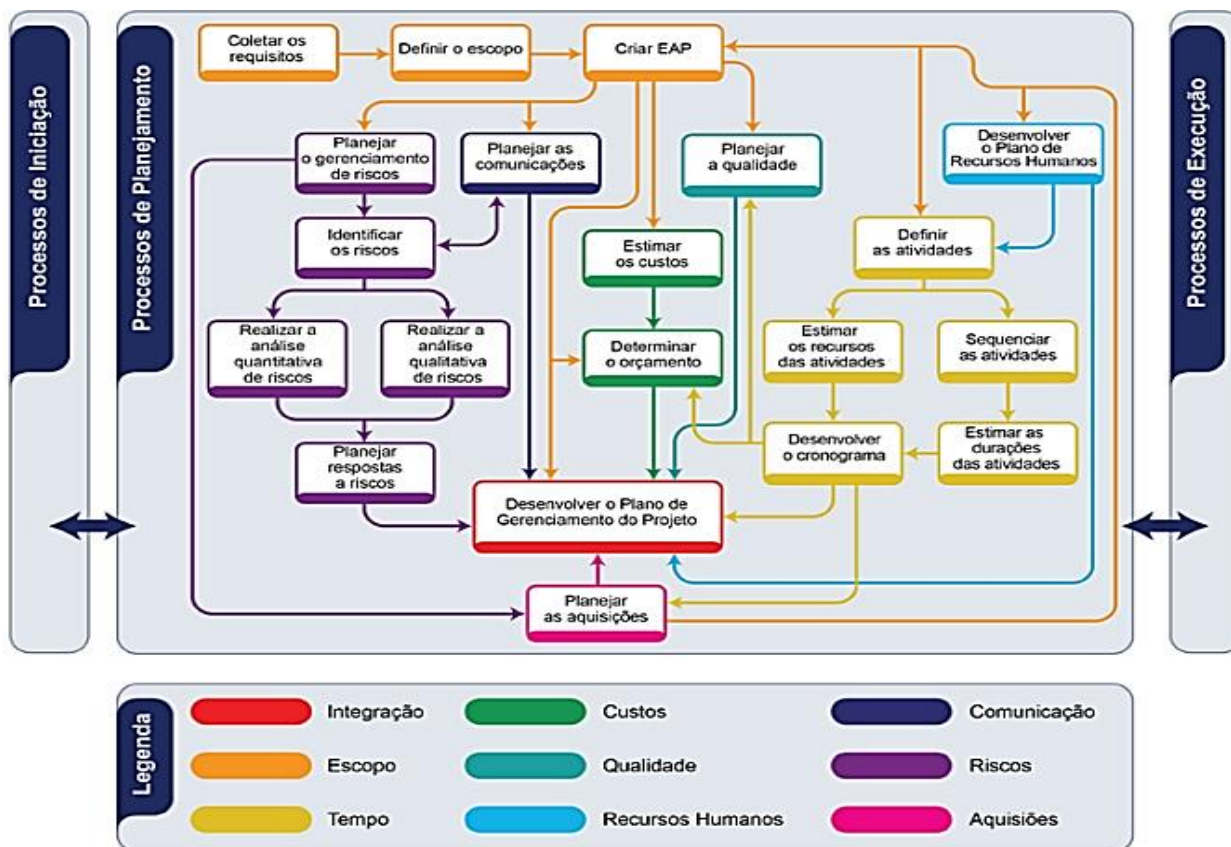 Processos de Iniciação
Processos de Planejamento
Coletar os
requisitos
Definir o escopo
Criar EAP
Planejar
o gerenciamento
de riscos
Planejar as
comunicações
Planejar
a qualidade
Desenvolver
o Plano de
Recursos Humanos
Identificar
os riscos
Estimar
os custos
Definir
as atividades
Realizar a
análise
quantitativa
de riscos
Realizar a
análise
qualitativa
de riscos
Determinar
o orçamento
Estimar
os recursos
das atividades
Sequenciar
as atividades
Planejar
respostas
a riscos
Desenvolver
o cronograma
Estimar as
durações
das atividades
Desenvolver o Plano de
Gerenciamento do Projeto
Planejar
as aquisições
Processos de Execução
Legenda
Integração
Custos
Comunicação
Escopo
Qualidade
Riscos
Tempo
Recursos Humanos
Aquisiões